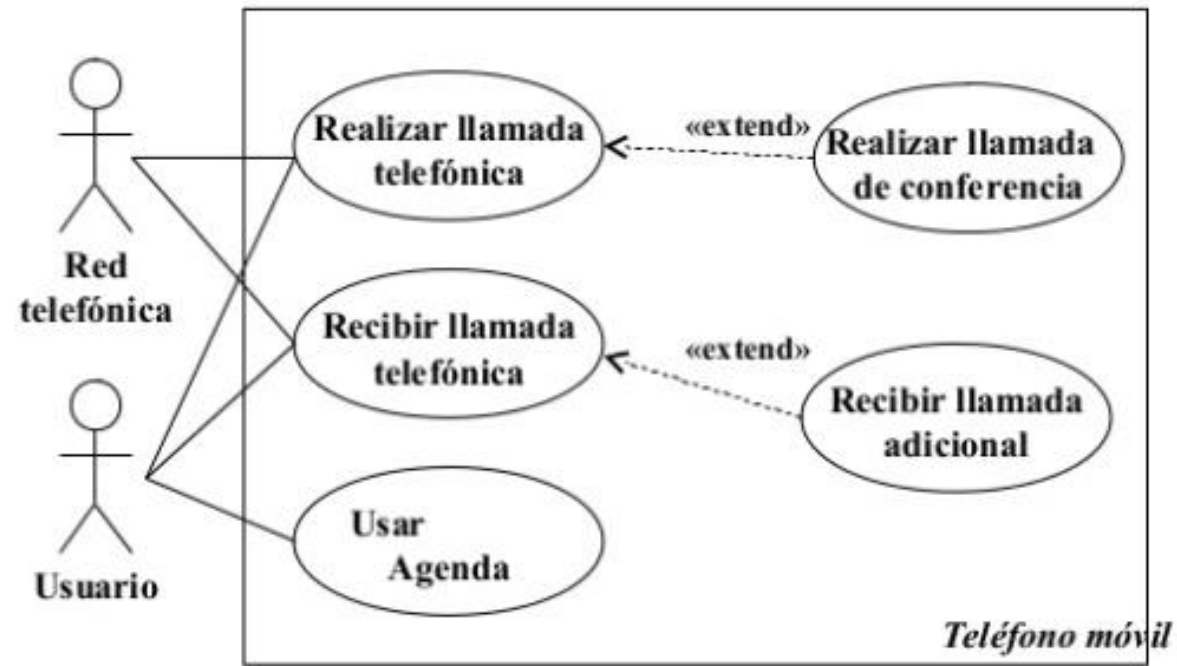 Realizar llamada
telefónica
«extend»
Realizar llamada
de conferencia
Red
telefónica
Recibir llamada
telefónica
«extend»
Recibir llamada
adicional
Usar
Agenda
Usuario
Teléfono móvil